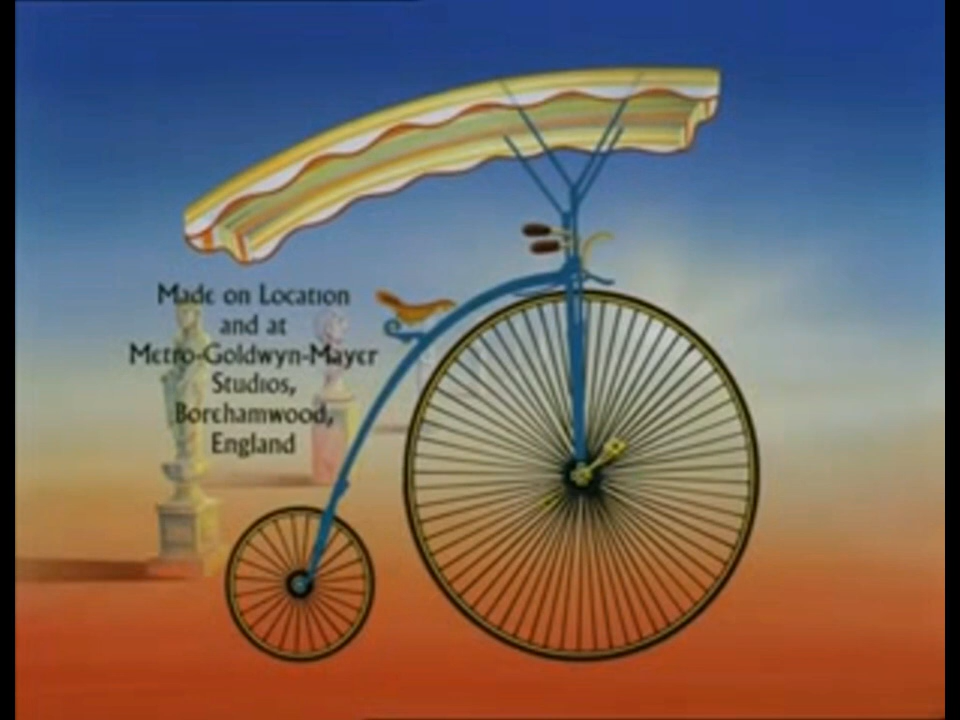 Made on Location
and at
Metro-Goldwyn-Mayer
Studios,
Borehamwood,
England